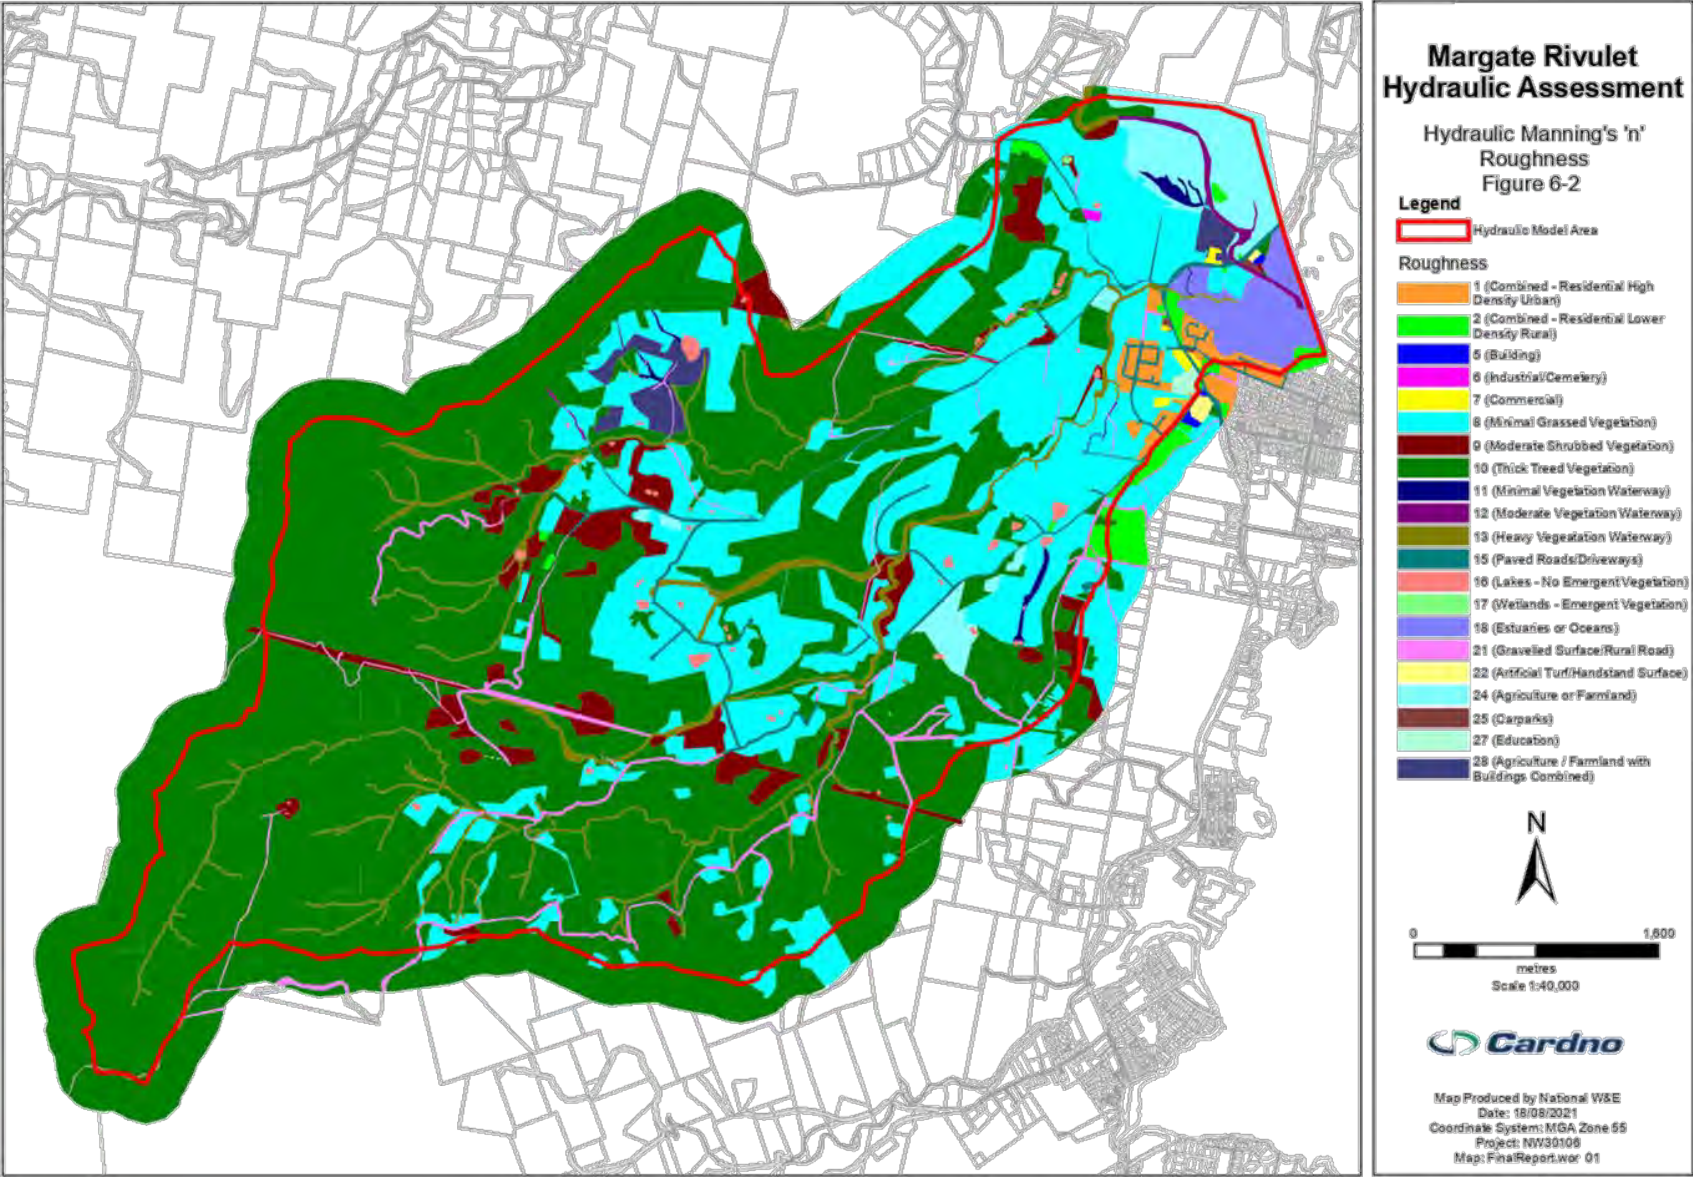 Margate Rivulet
Hydraulic Assessment
Hydraulic Manning's 'n'
Roughness
Figure 6-2
Legend
Hydraulic Model Area
Roughness
1 (Combined - Residential High
Density Urban)
2 (Combined - Residential Lower
Density Rural)
5 (Building)
6 (Industrial/Cemetery)
7 (Commercial)
8 (Minimal Grassed Vegetation)
9 (Moderate Shrubbed Vegetation)
10 (Thick Treed Vegetation)
11 (Minimal Vegetation Waterway)
12 (Moderate Vegetation Waterway)
13 (Heavy Vegeatation Waterway)
15 (Paved Roads/Driveways)
16 (Lakes - No Emergent Vegetation)
17 (Wetlands - Emergent Vegetation)
18 (Estuaries or Oceans)
21 (Gravelled Surface/Rural Road)
22 (Artificial Turf/Handstand Surface)
24 (Agriculture or Farmland)
25 (Carparks)
27 (Education)
28 (Agriculture / Farmland with
Buildings Combined)
N
0 1,600
metres
Scale 1:40,000
Cardno
Map Produced by National W&E
Date: 18/08/2021
Coordinate System: MGA Zone 55
Project: NW30106
Map: FinalReport.wor 01